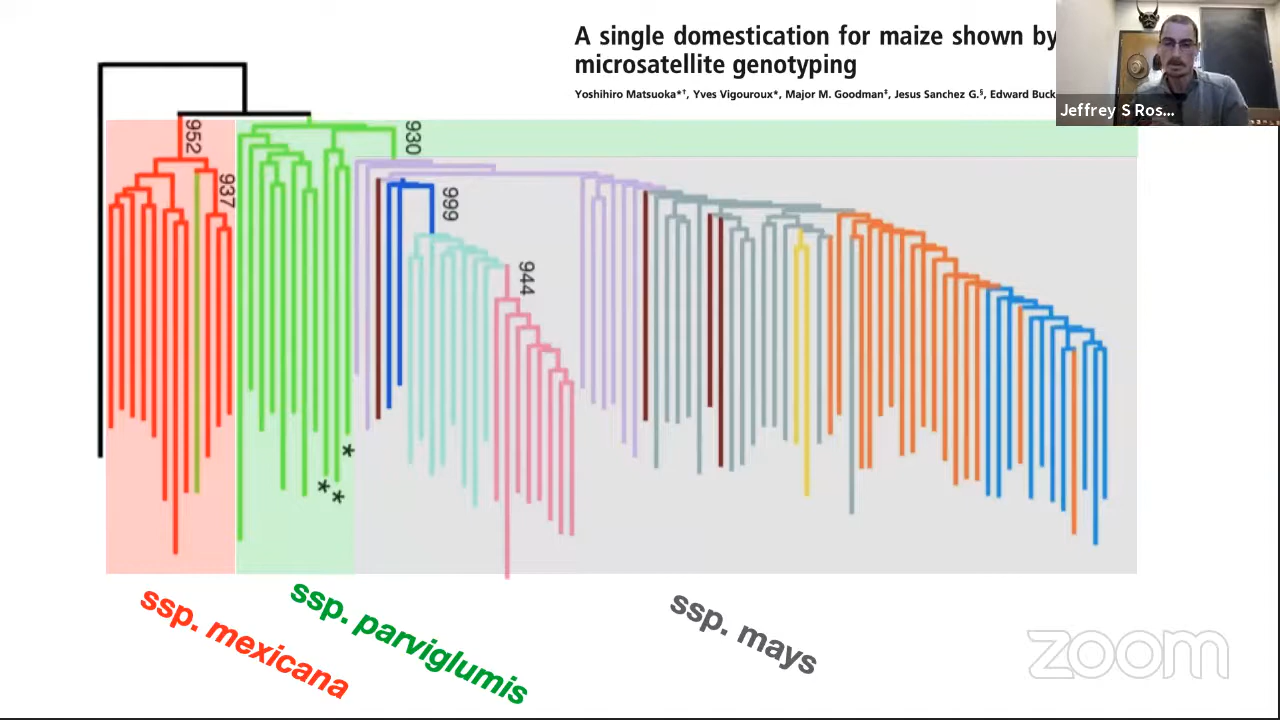 A single domestication for maize shown by
microsatellite genotyping
Yoshihiro Matsuoka*†, Yves Vigouroux*, Major M. Goodman‡, Jesus Sanchez G.§, Edward Buck
Jeffrey S Ros...
952
937
930
999
944
*
*
*
ssp. mexicana
ssp. parviglumis
ssp. mays
zoom